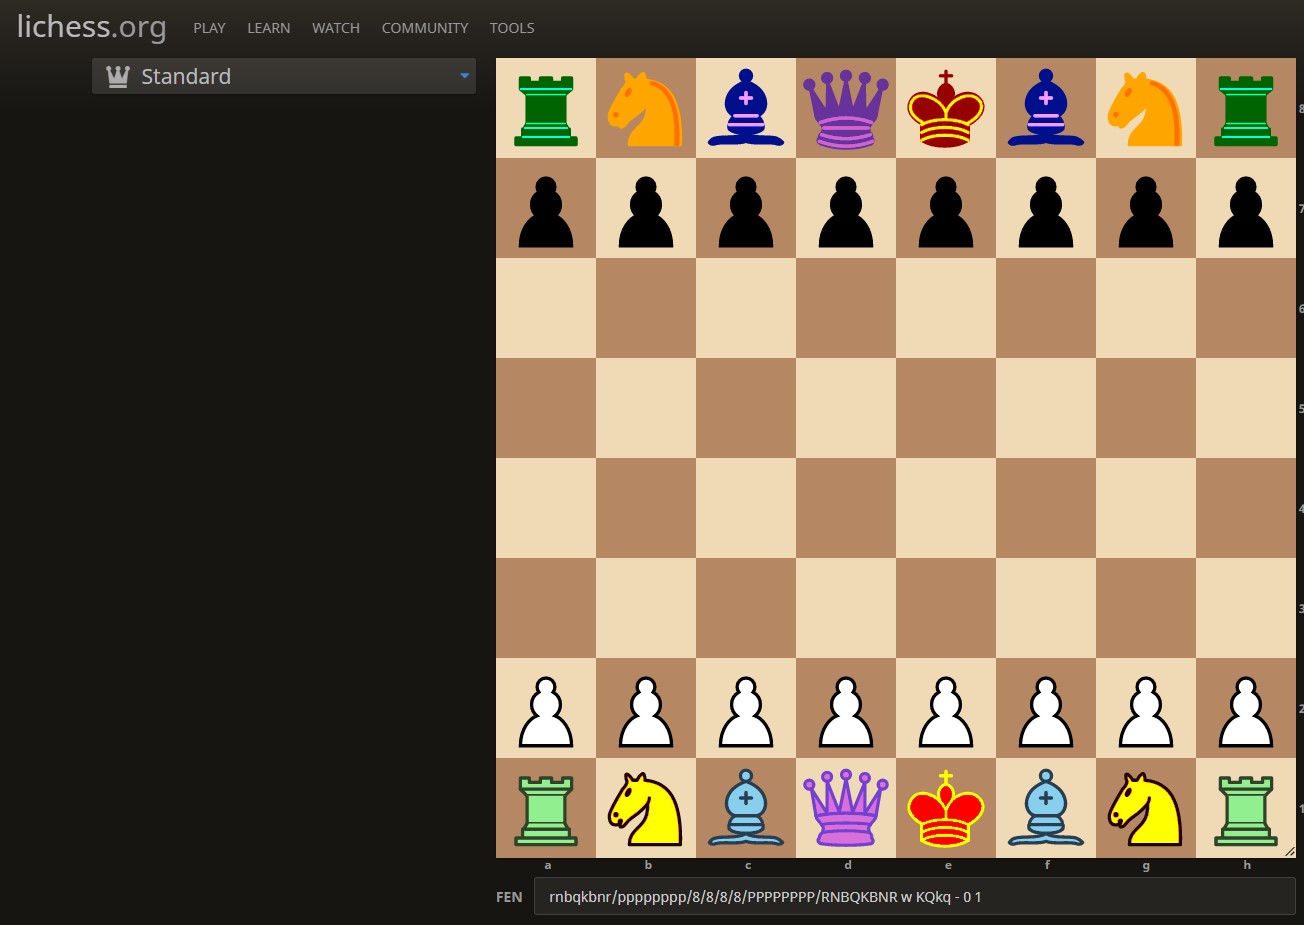 lichess.org PLAY LEARN WATCH COMMUNITY TOOLS
Standard
8
7
6
5
4
3
2
1
a b c d e f g h
FEN rnbqkbnr/pppppppp/8/8/8/8/PPPPPPPP/RNBQKBNR w KQkq - 0 1